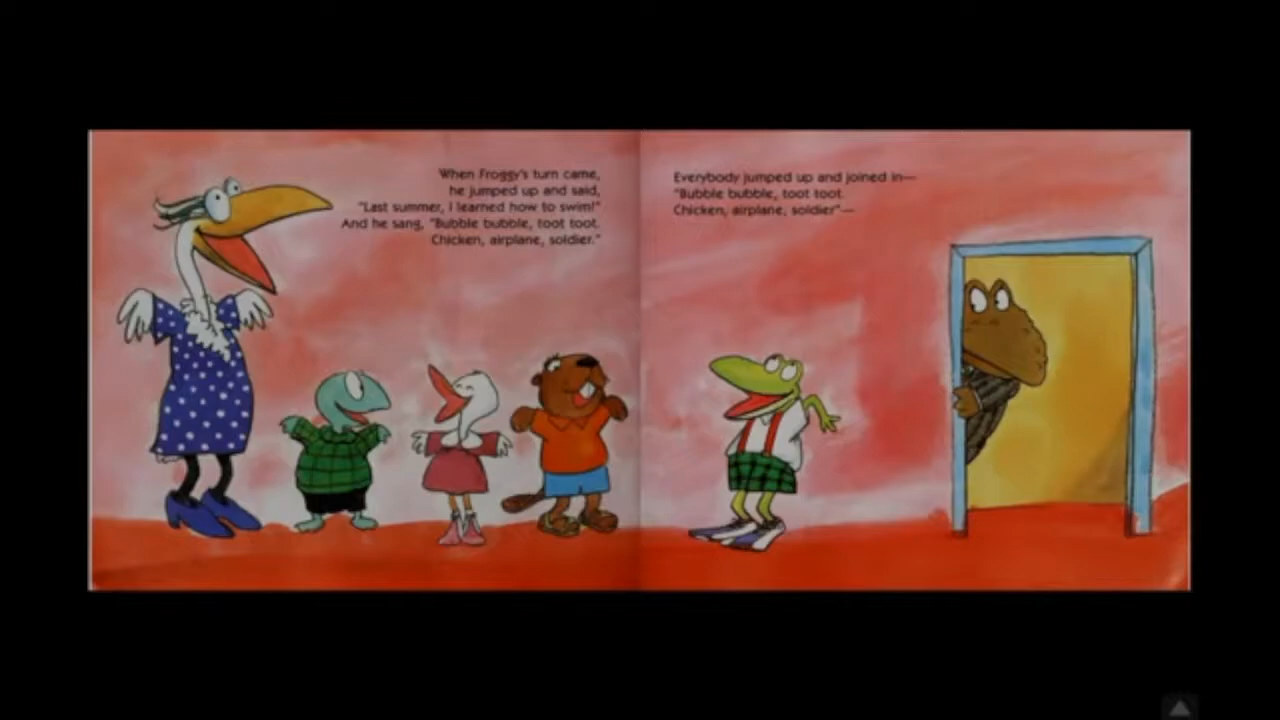 When Froggy's turn came,
he jumped up and said,
"Last summer, I learned how to swim!"
And he sang, "Bubble bubble, toot toot.
Chicken, airplane, soldier."
Everybody jumped up and joined in—
"Bubble bubble, toot toot.
Chicken, airplane, soldier"—